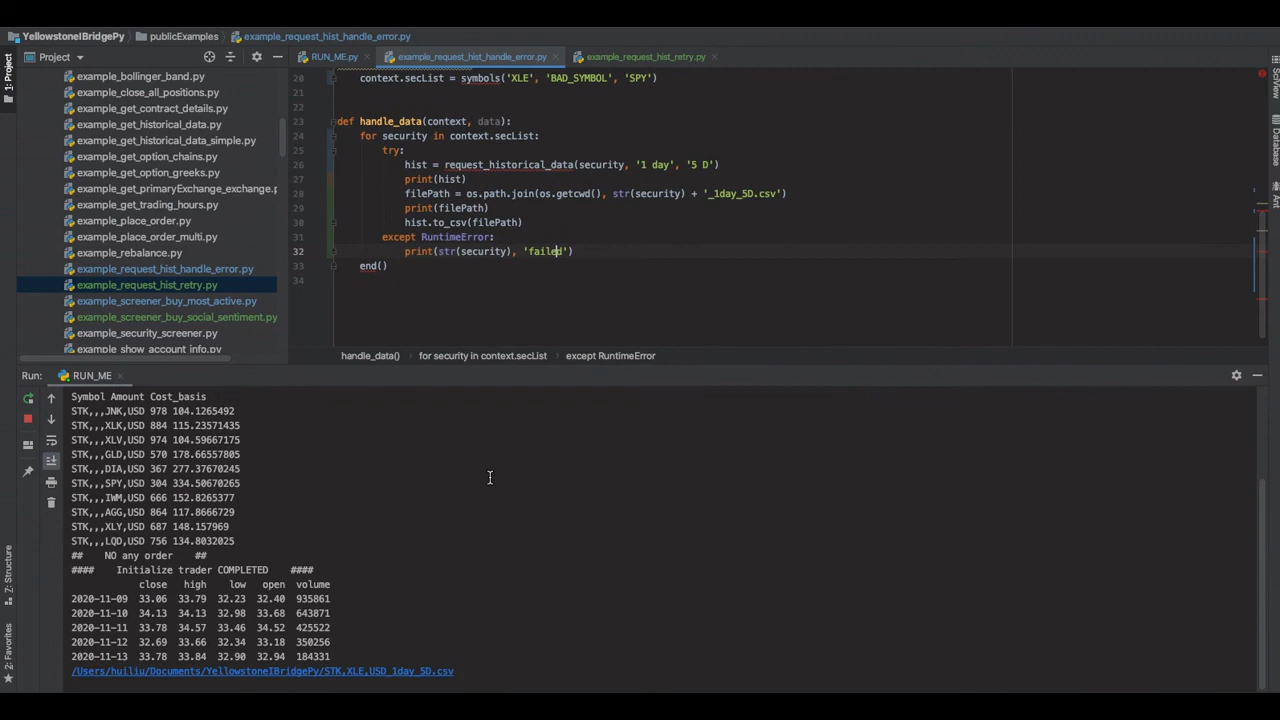 YellowstoneIBridgePy publicExamples example_request_hist_handle_error.py
1: Project
Project
RUN_ME.py example_request_hist_handle_error.py example_request_hist_retry.py
SciView
Database
Ant
example_bollinger_band.py
example_close_all_positions.py
example_get_contract_details.py
example_get_historical_data.py
example_get_historical_data_simple.py
example_get_option_chains.py
example_get_option_greeks.py
example_get_primaryExchange_exchange.p
example_get_trading_hours.py
example_place_order.py
example_place_order_multi.py
example_rebalance.py
example_request_hist_handle_error.py
example_request_hist_retry.py
example_screener_buy_most_active.py
example_screener_buy_social_sentiment.py
example_security_screener.py
example_show_account_info.py
20 context.secList = symbols('XLE', 'BAD_SYMBOL', 'SPY')
21
22
23 def handle_data(context, data):
24 for security in context.secList:
25 try:
26 hist = request_historical_data(security, '1 day', '5 D')
27 print(hist)
28 filePath = os.path.join(os.getcwd(), str(security) + '_1day_5D.csv')
29 print(filePath)
30 hist.to_csv(filePath)
31 except RuntimeError:
32 print(str(security), 'failed')
33 end()
34
handle_data() for security in context.secList except RuntimeError
Run: RUN_ME
Symbol Amount Cost_basis
STK,,,JNK,USD 978 104.1265492
STK,,,XLK,USD 884 115.23571435
STK,,,XLV,USD 974 104.59667175
STK,,,GLD,USD 570 178.66557805
STK,,,DIA,USD 367 277.37670245
STK,,,SPY,USD 304 334.50670265
STK,,,IWM,USD 666 152.8265377
STK,,,AGG,USD 864 117.8666729
STK,,,XLY,USD 687 148.157969
STK,,,LQD,USD 756 134.8032025
## NO any order ##
#### Initialize trader COMPLETED ####
close high low open volume
2020-11-09 33.06 33.79 32.23 32.40 935861
2020-11-10 34.13 34.13 32.98 33.68 643871
2020-11-11 33.78 34.57 33.46 34.52 425522
2020-11-12 32.69 33.66 32.34 33.18 350256
2020-11-13 33.78 33.84 32.90 32.94 184331
/Users/huiliu/Documents/YellowstoneIBridgePy/STK,XLE,USD_1day_5D.csv
Z: Structure
2: Favorites